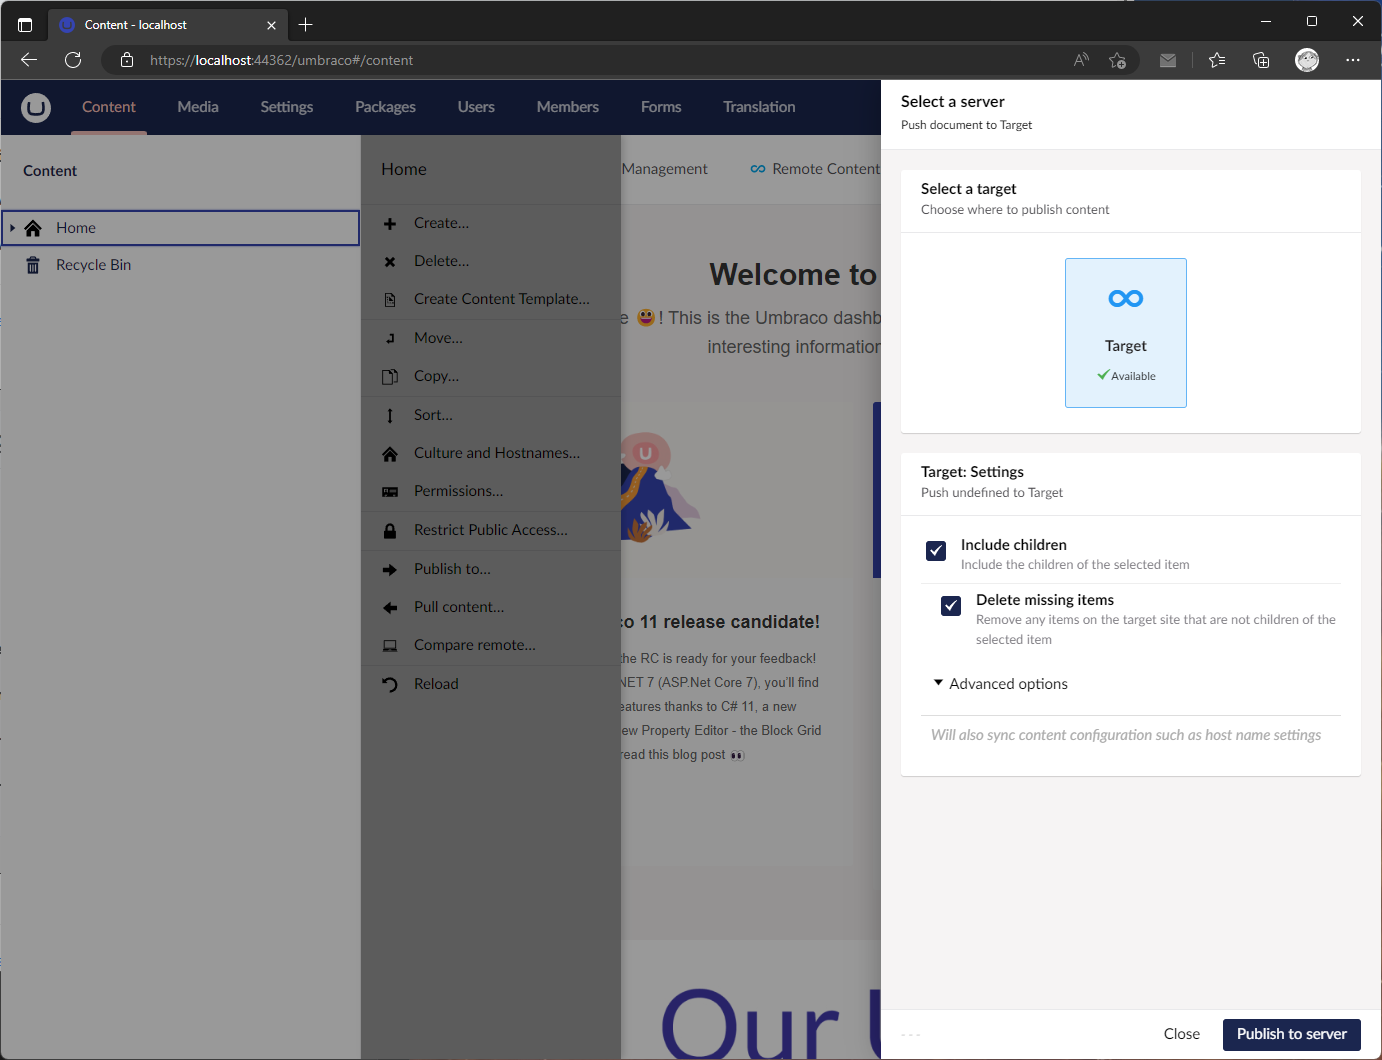 Content - localhost
https://localhost:44362/umbraco#/content
Content
Media
Settings
Packages
Users
Members
Forms
Translation
Content
Home
Recycle Bin
Home
Create...
Delete...
Create Content Template...
Move...
Copy...
Sort...
Culture and Hostnames...
Permissions...
Restrict Public Access...
Publish to...
Pull content...
Compare remote...
Reload
Management
Remote Content
Welcome to
e 😃! This is the Umbraco dashb
interesting information
co 11 release candidate!
the RC is ready for your feedback!
NET 7 (ASP.Net Core 7), you'll find
eatures thanks to C# 11, a new
ew Property Editor - the Block Grid
read this blog post 👀
Our U
Select a server
Push document to Target
Select a target
Choose where to publish content
Target
Available
Target: Settings
Push undefined to Target
Include children
Include the children of the selected item
Delete missing items
Remove any items on the target site that are not children of the
selected item
Advanced options
Will also sync content configuration such as host name settings
- - -
Close
Publish to server